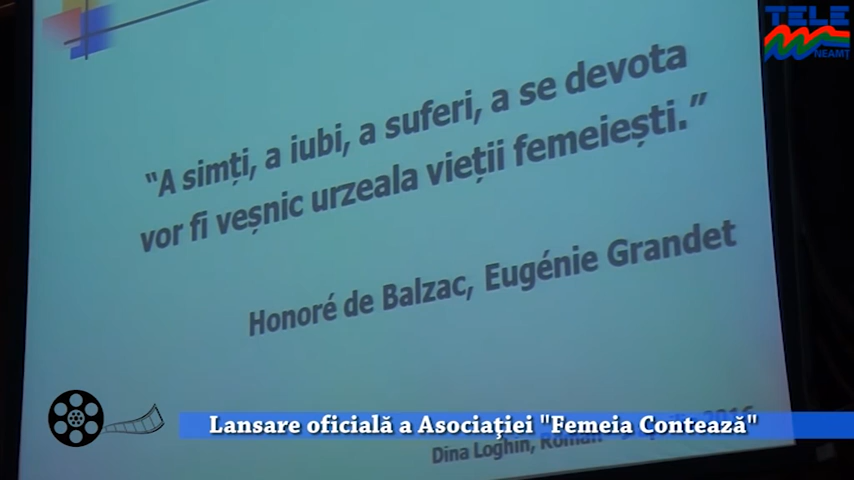 TELE
NEAMȚ
“A simți, a iubi, a suferi, a se devota
vor fi veșnic urzeala vieții femeiești.”
Honoré de Balzac, Eugénie Grandet
Lansare oficială a Asociaţiei "Femeia Contează"
Dina Loghin, Roman